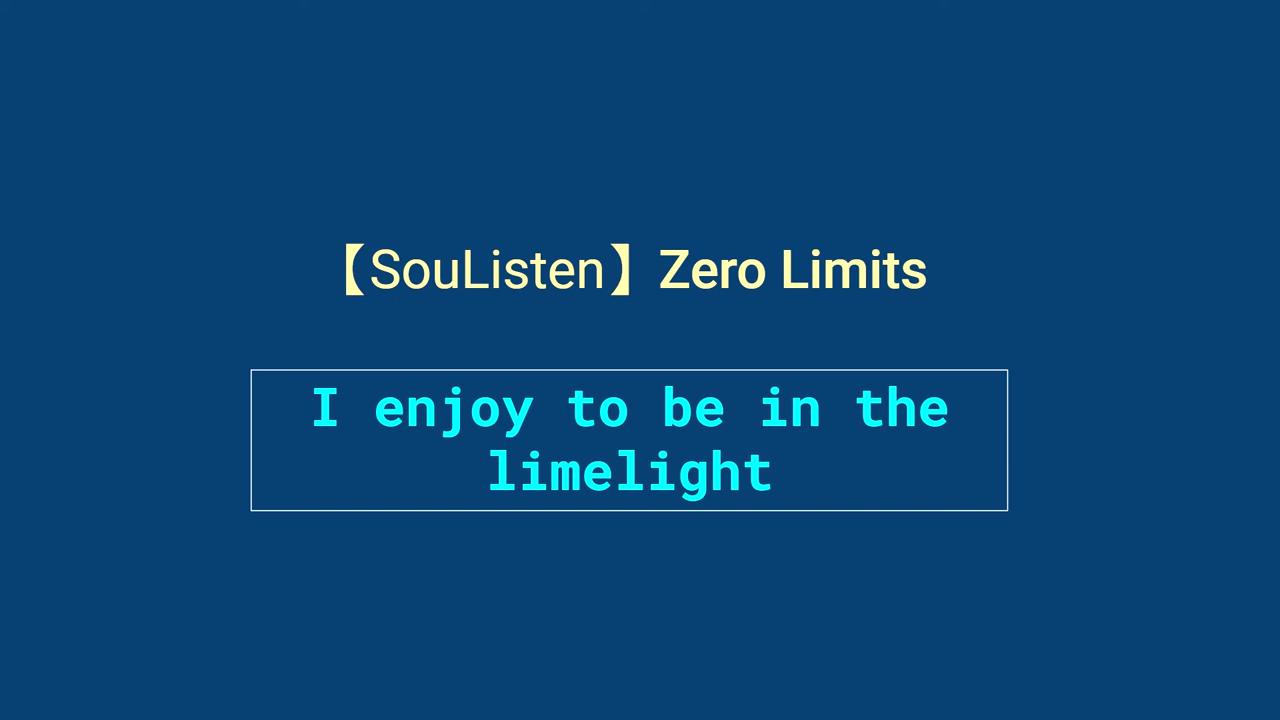 【SouListen】Zero Limits
I enjoy to be in the
limelight